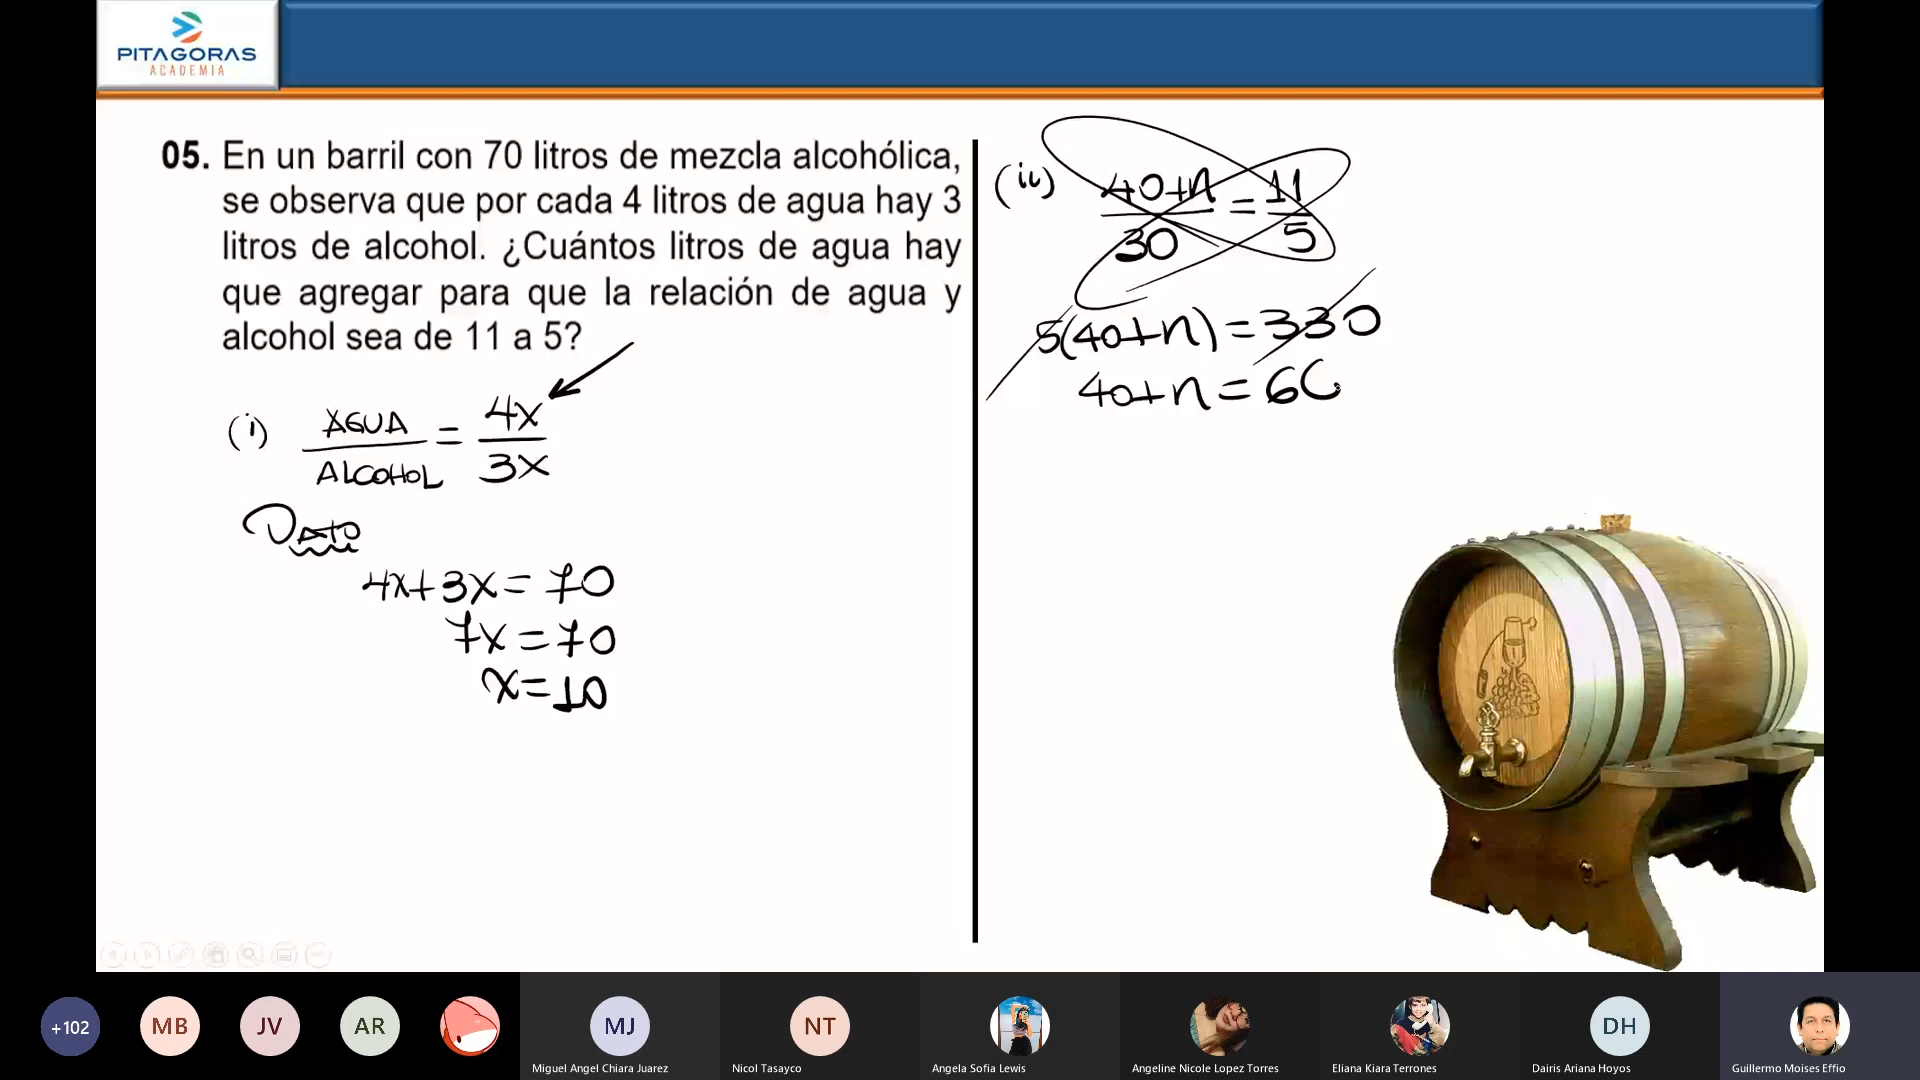 PITAGORAS
ACADEMIA
05. En un barril con 70 litros de mezcla alcohólica,
se observa que por cada 4 litros de agua hay 3
litros de alcohol. ¿Cuántos litros de agua hay
que agregar para que la relación de agua y
alcohol sea de 11 a 5?
(i) AGUA / ALCOHOL = 4x / 3x
DATO
4x+3x=70
7x=70
x=10
(ii) 40+n / 30 = 11 / 5
5(40+n)=330
40+n=66
+102
MB
JV
AR
MJ
Miguel Angel Chiara Juarez
NT
Nicol Tasayco
Angela Sofia Lewis
Angeline Nicole Lopez Torres
Eliana Kiara Terrones
DH
Dairis Ariana Hoyos
Guillermo Moises Effio